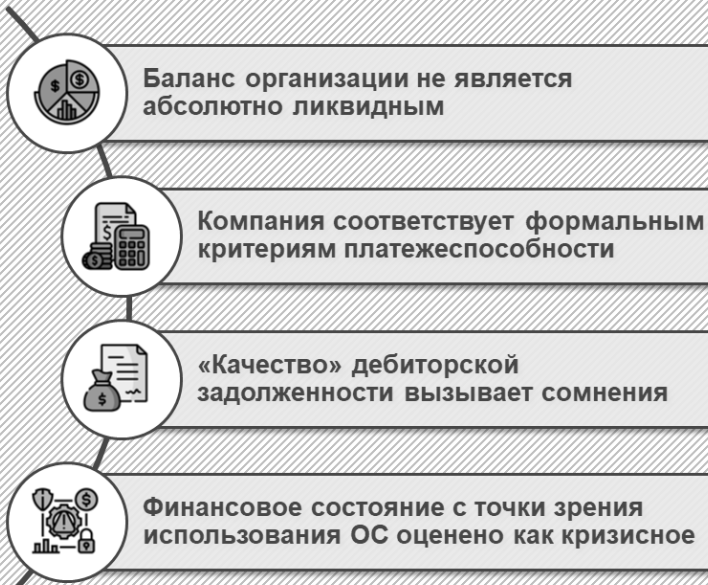 Баланс организации не является
абсолютно ликвидным
Компания соответствует формальным
критериям платежеспособности
«Качество» дебиторской
задолженности вызывает сомнения
Финансовое состояние с точки зрения
использования ОС оценено как кризисное